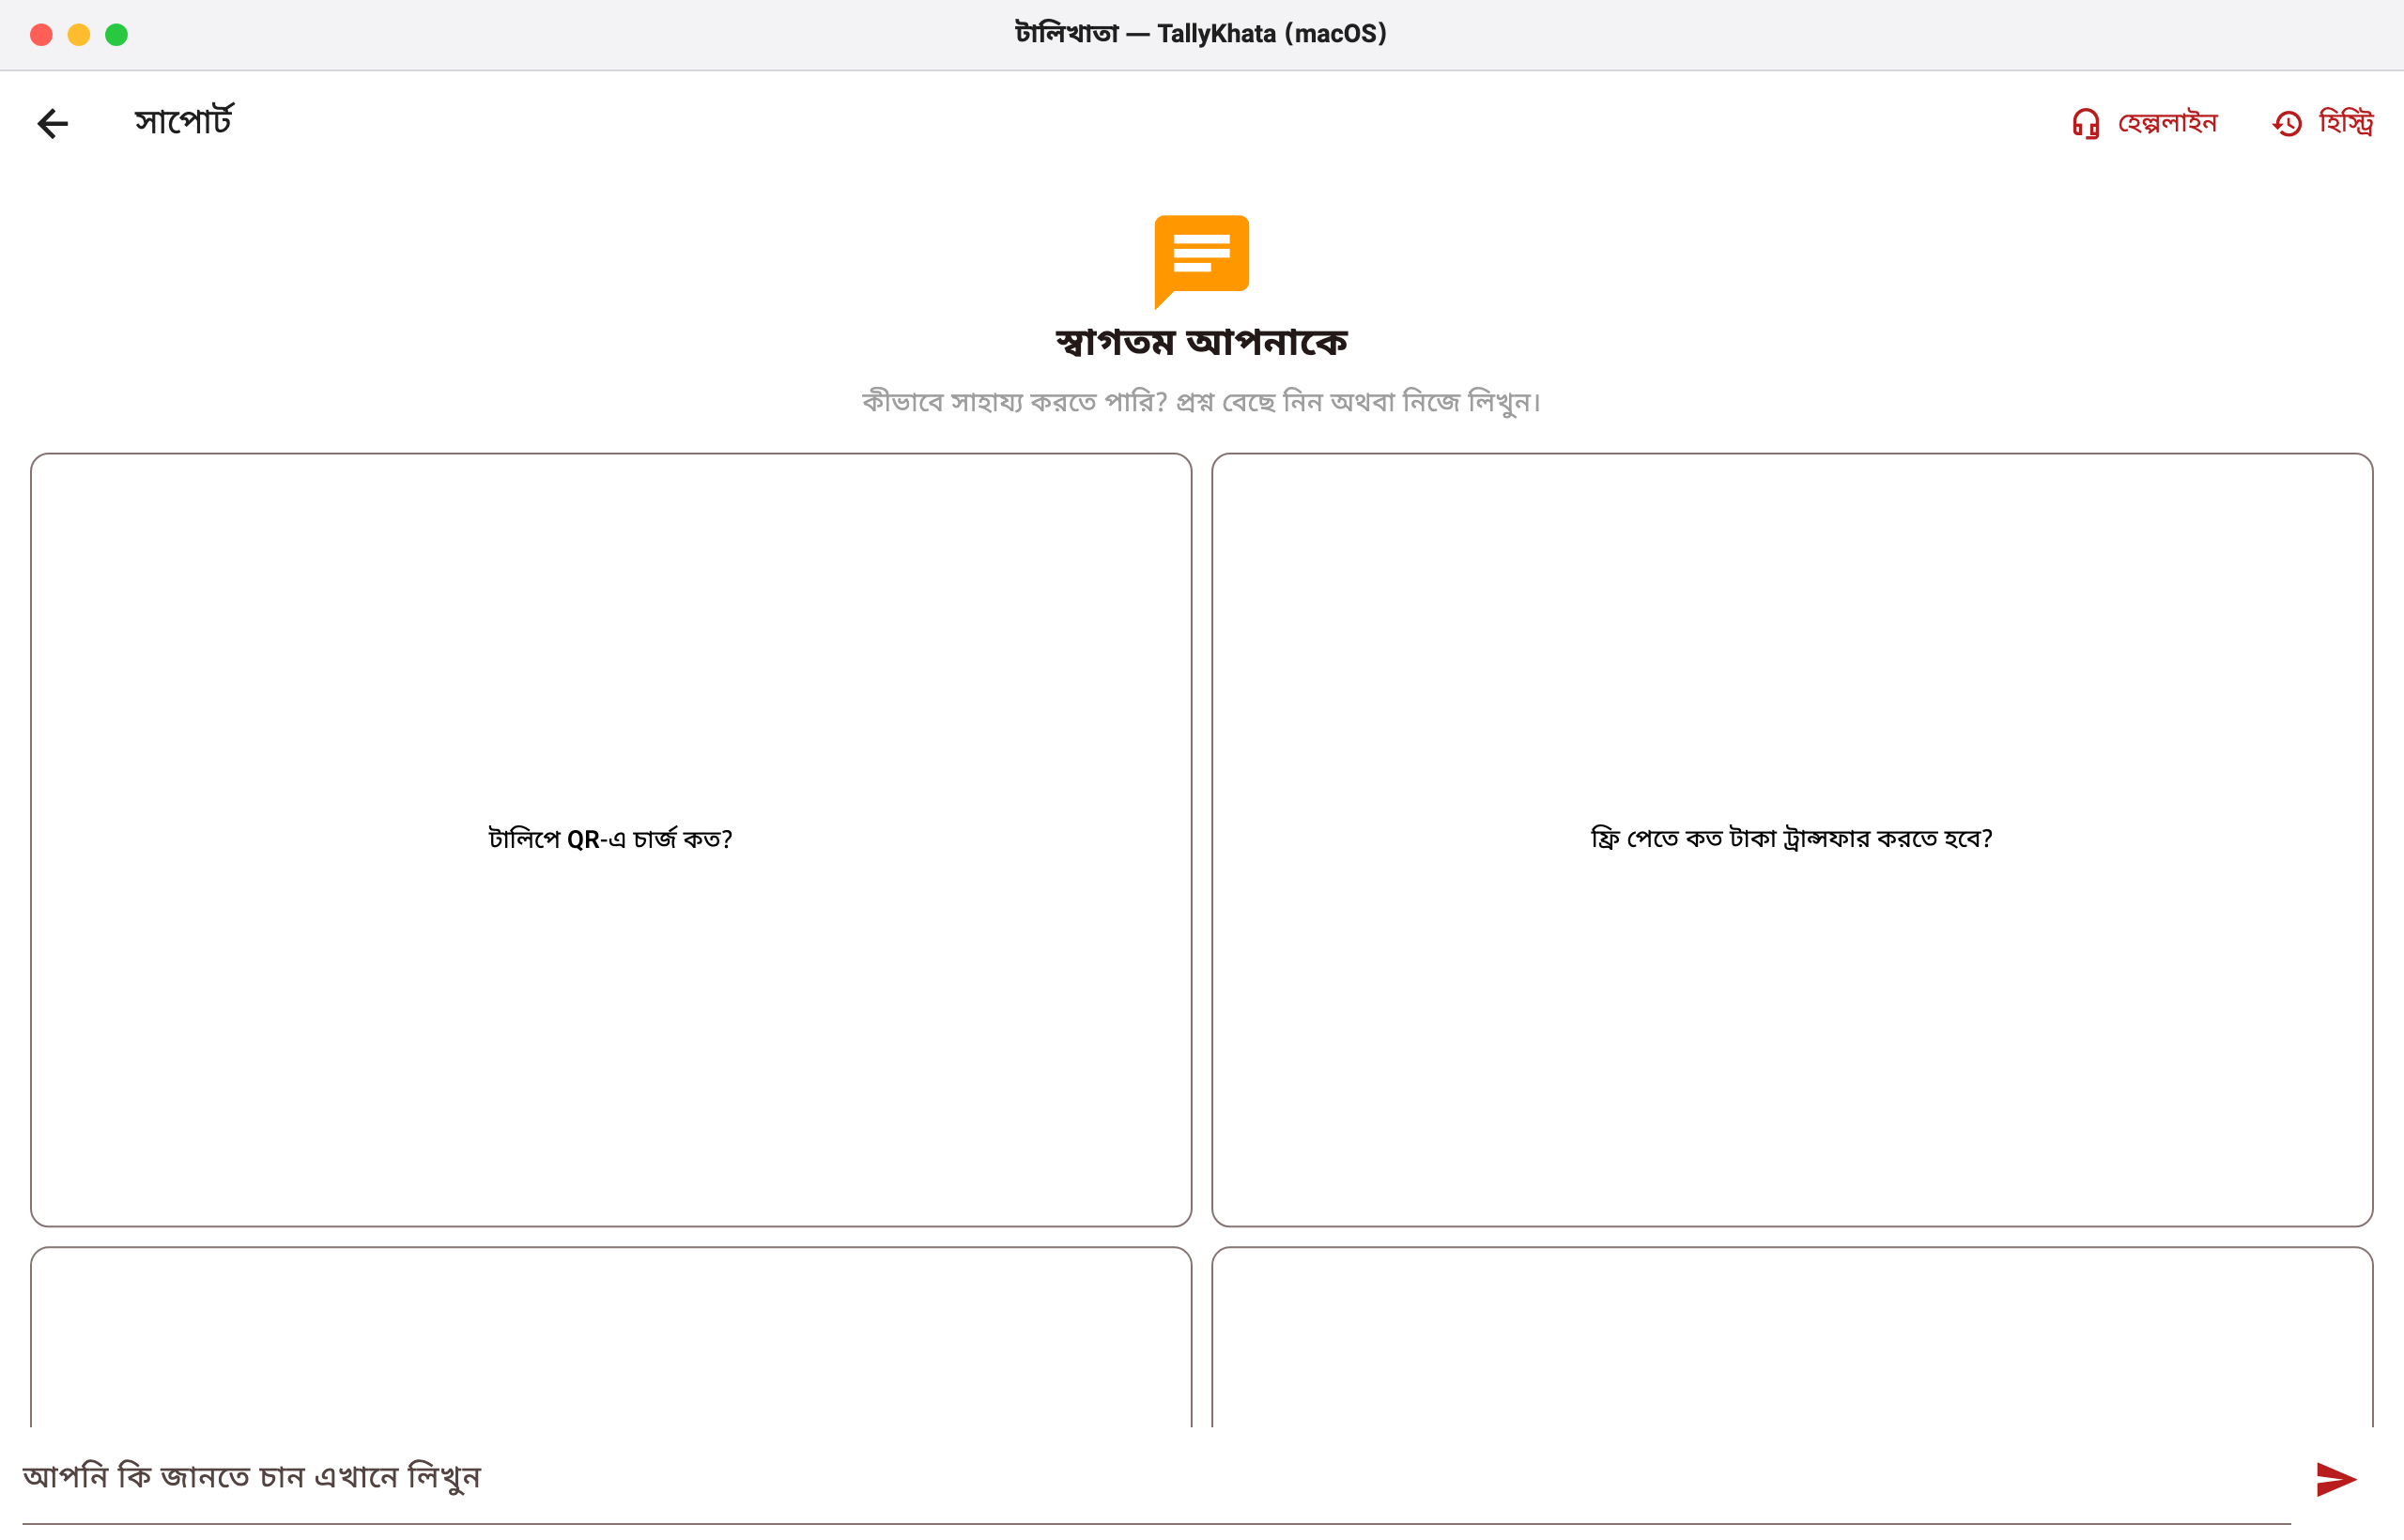 টালিখাতা — TallyKhata (macOS)
সাপোর্ট
হেল্পলাইন
হিস্ট্রি
স্বাগতম আপনাকে
কীভাবে সাহায্য করতে পারি? প্রশ্ন বেছে নিন অথবা নিজে লিখুন।
টালিপে QR-এ চার্জ কত?
ফ্রি পেতে কত টাকা ট্রান্সফার করতে হবে?
আপনি কি জানতে চান এখানে লিখুন